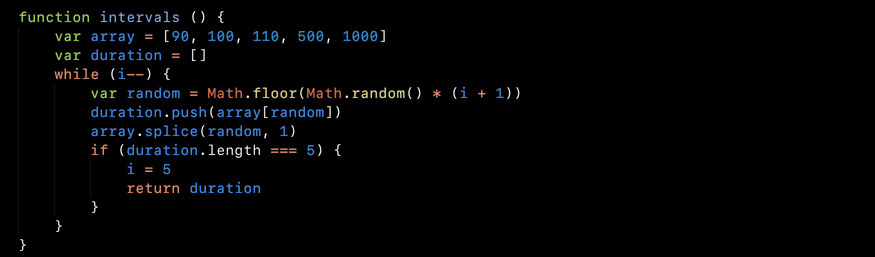 function intervals () {
    var array = [90, 100, 110, 500, 1000]
    var duration = []
    while (i--) {
        var random = Math.floor(Math.random() * (i + 1))
        duration.push(array[random])
        array.splice(random, 1)
        if (duration.length === 5) {
            i = 5
            return duration
        }
    }
}